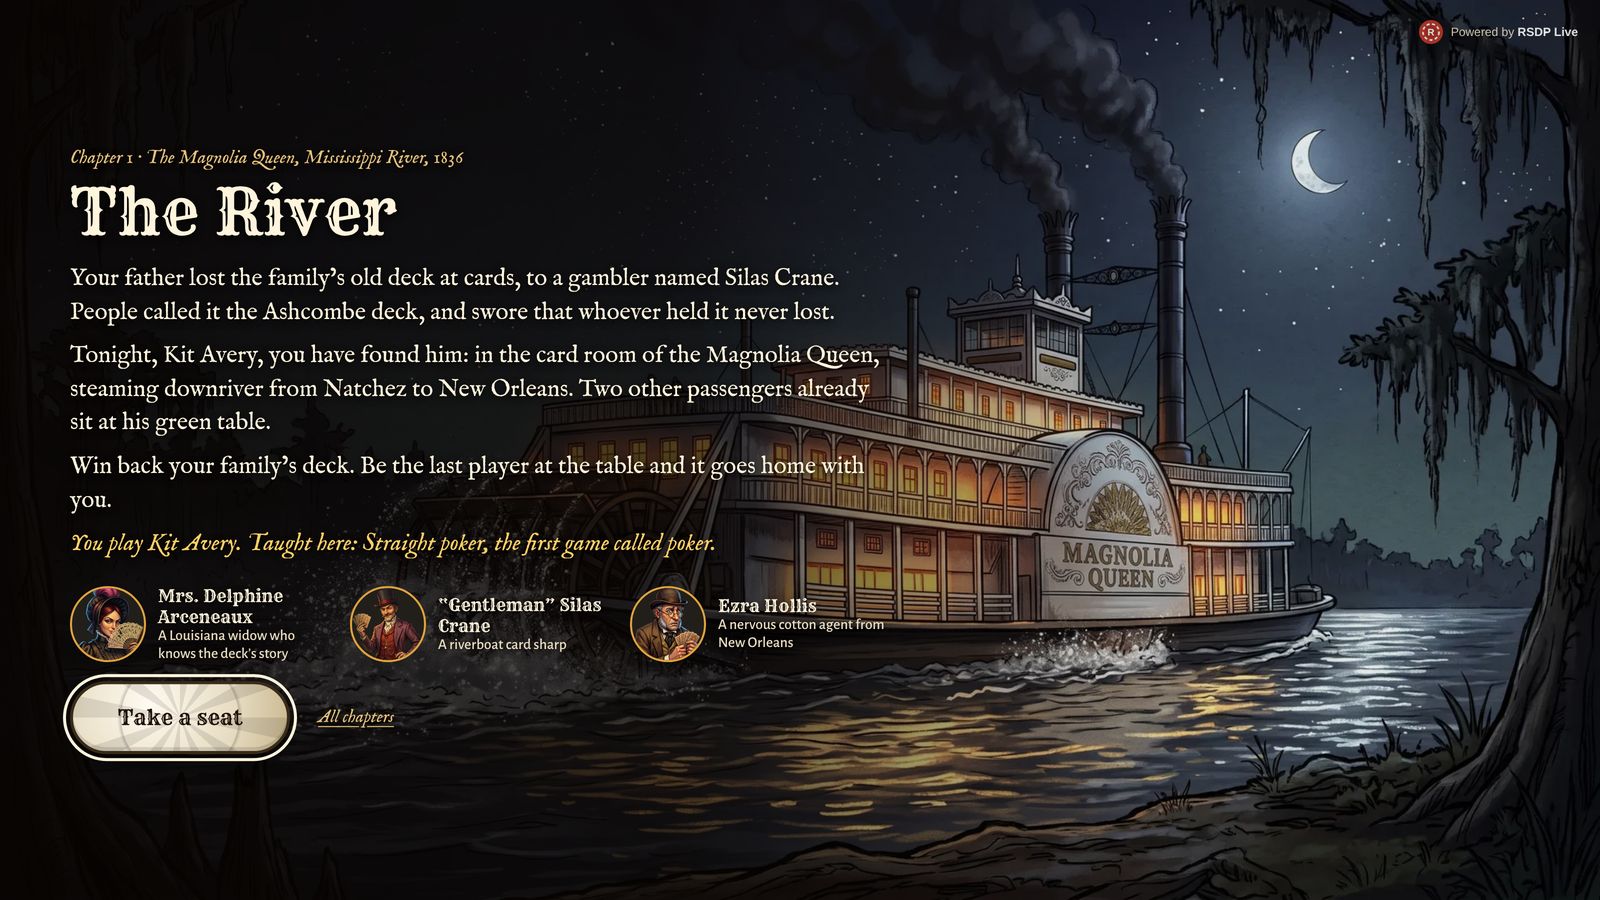 Powered by RSDP Live
Chapter 1 · The Magnolia Queen, Mississippi River, 1836
The River
Your father lost the family's old deck at cards, to a gambler named Silas Crane.
People called it the Ashcombe deck, and swore that whoever held it never lost.
Tonight, Kit Avery, you have found him: in the card room of the Magnolia Queen,
steaming downriver from Natchez to New Orleans. Two other passengers already
sit at his green table.
Win back your family's deck. Be the last player at the table and it goes home with
you.
You play Kit Avery. Taught here: Straight poker, the first game called poker.
Mrs. Delphine
Arceneaux
A Louisiana widow who
knows the deck's story
"Gentleman" Silas
Crane
A riverboat card sharp
Ezra Hollis
A nervous cotton agent from
New Orleans
Take a seat
All chapters
MAGNOLIA
QUEEN
R